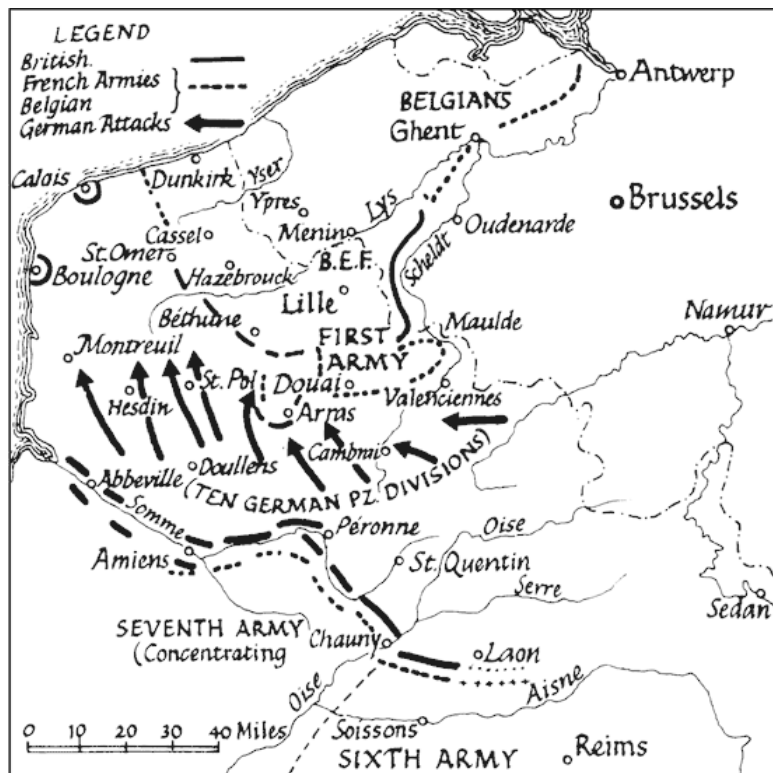 LEGEND
British
French Armies
Belgian
German Attacks
Antwerp
BELGIANS
Ghent
Calais
Dunkirk
Yser
Ypres
Lys
Brussels
Cassel
Menin
Oudenarde
St.Omer
B.E.F.
Scheldt
Boulogne
Hazebrouck
Lille
Namur
Béthune
Maulde
FIRST
ARMY
Montreuil
St. Pol
Douai
Valenciennes
Hesdin
Arras
Cambrai
Abbeville
Doullens
(TEN GERMAN PZ. DIVISIONS)
Somme
Péronne
Oise
Amiens
St. Quentin
Serre
Sedan
SEVENTH ARMY
(Concentrating
Chauny
Laon
Oise
Aisne
0 10 20 30 40 Miles
Soissons
SIXTH ARMY
Reims